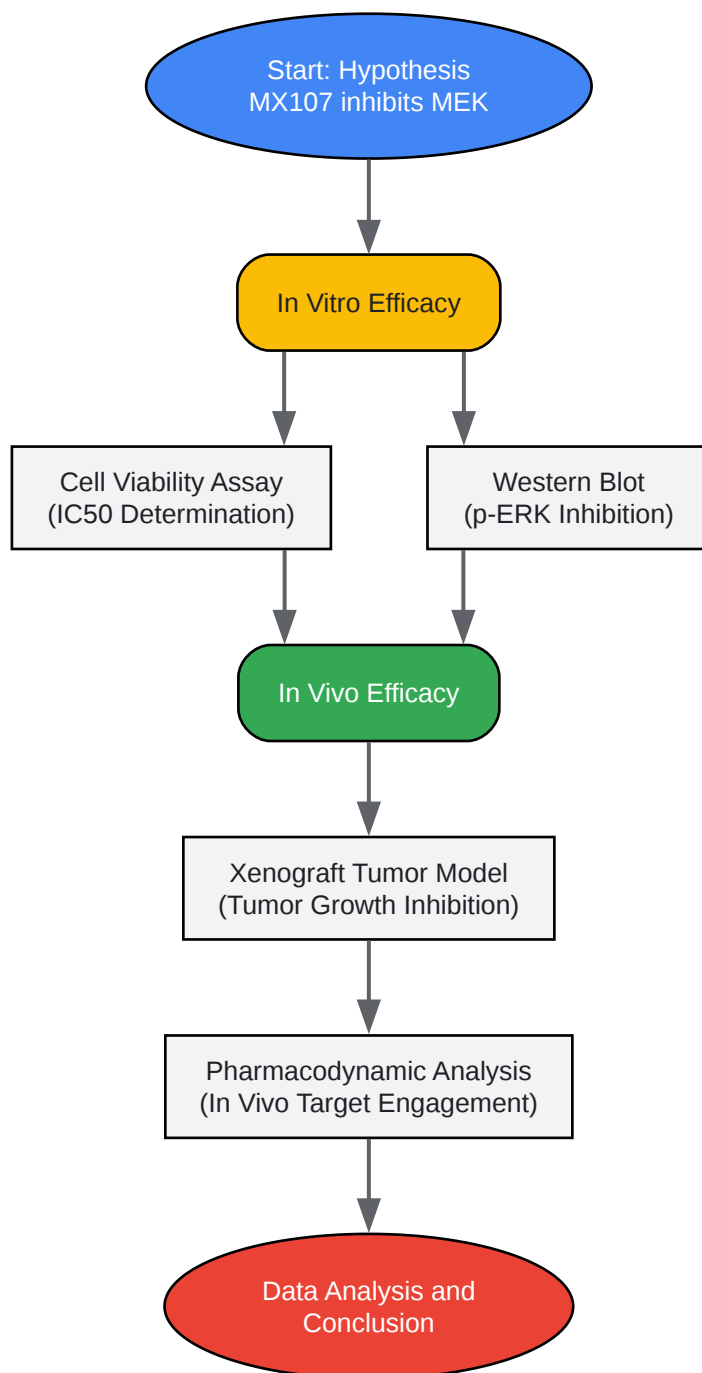 Start: Hypothesis
MX107 inhibits MEK
In Vitro Efficacy
Cell Viability Assay
(IC50 Determination)
Western Blot
(p-ERK Inhibition)
In Vivo Efficacy
Xenograft Tumor Model
(Tumor Growth Inhibition)
Pharmacodynamic Analysis
(In Vivo Target Engagement)
Data Analysis and
Conclusion